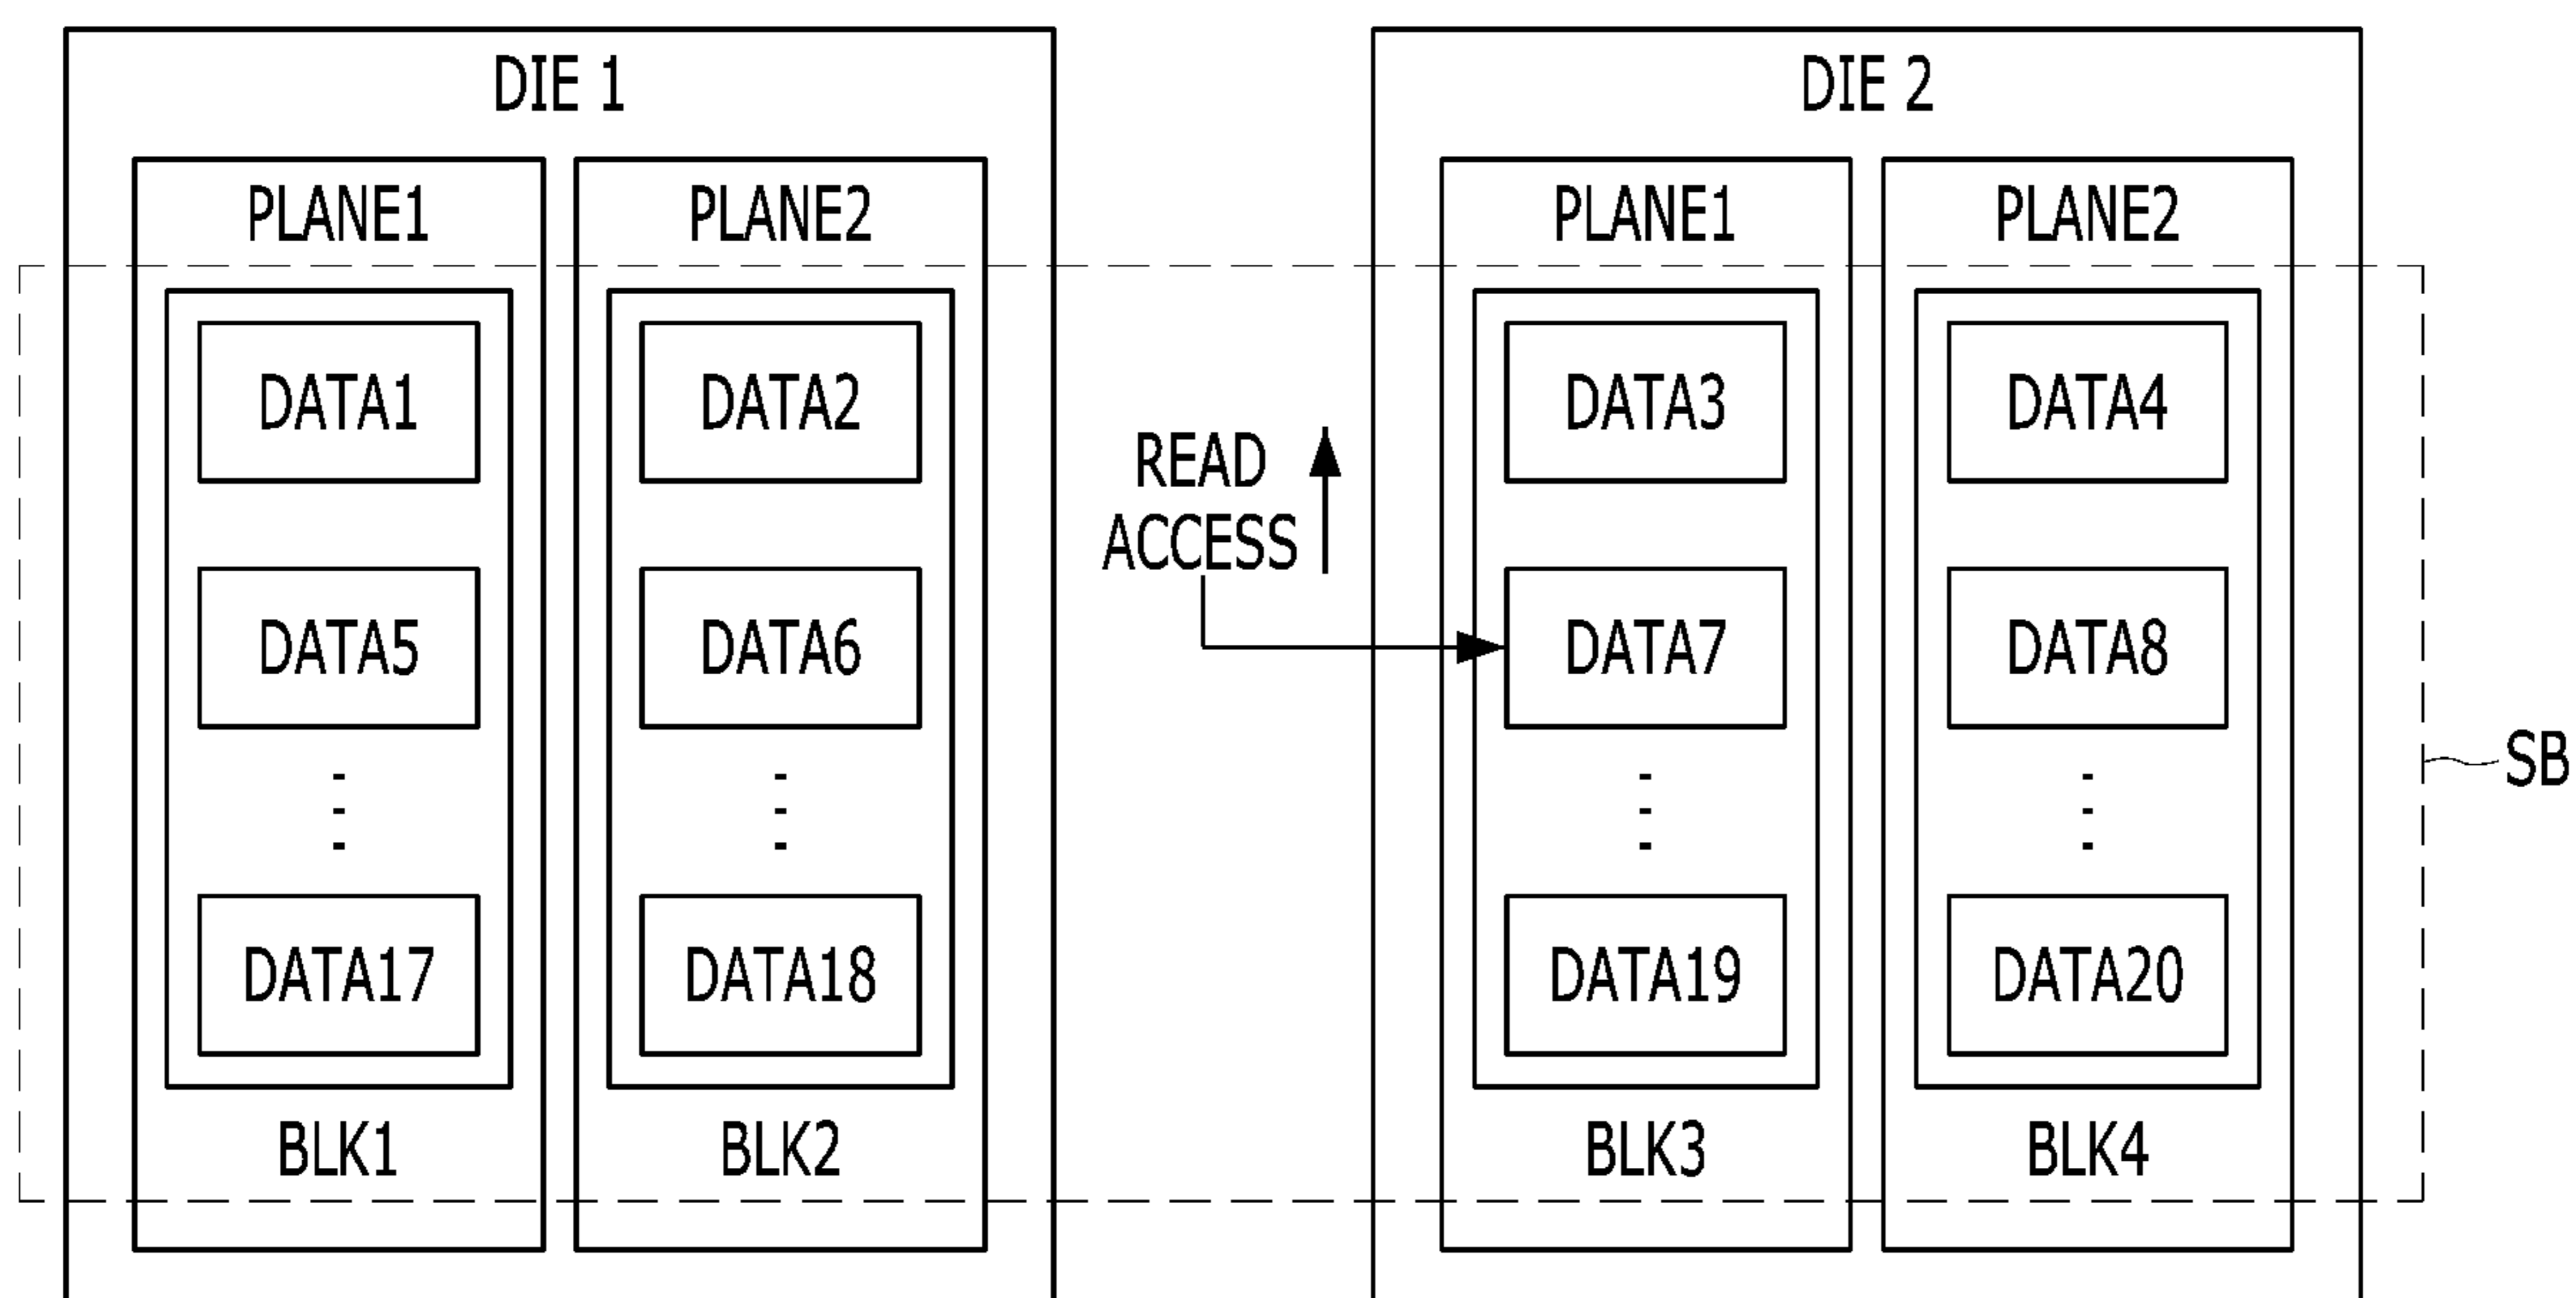 DIE 1
DIE 2
PLANE1
PLANE2
PLANE1
PLANE2
DATA1
DATA2
READ
ACCESS
DATA3
DATA4
DATA5
DATA6
DATA7
DATA8
SB
DATA17
DATA18
DATA19
DATA20
BLK1
BLK2
BLK3
BLK4